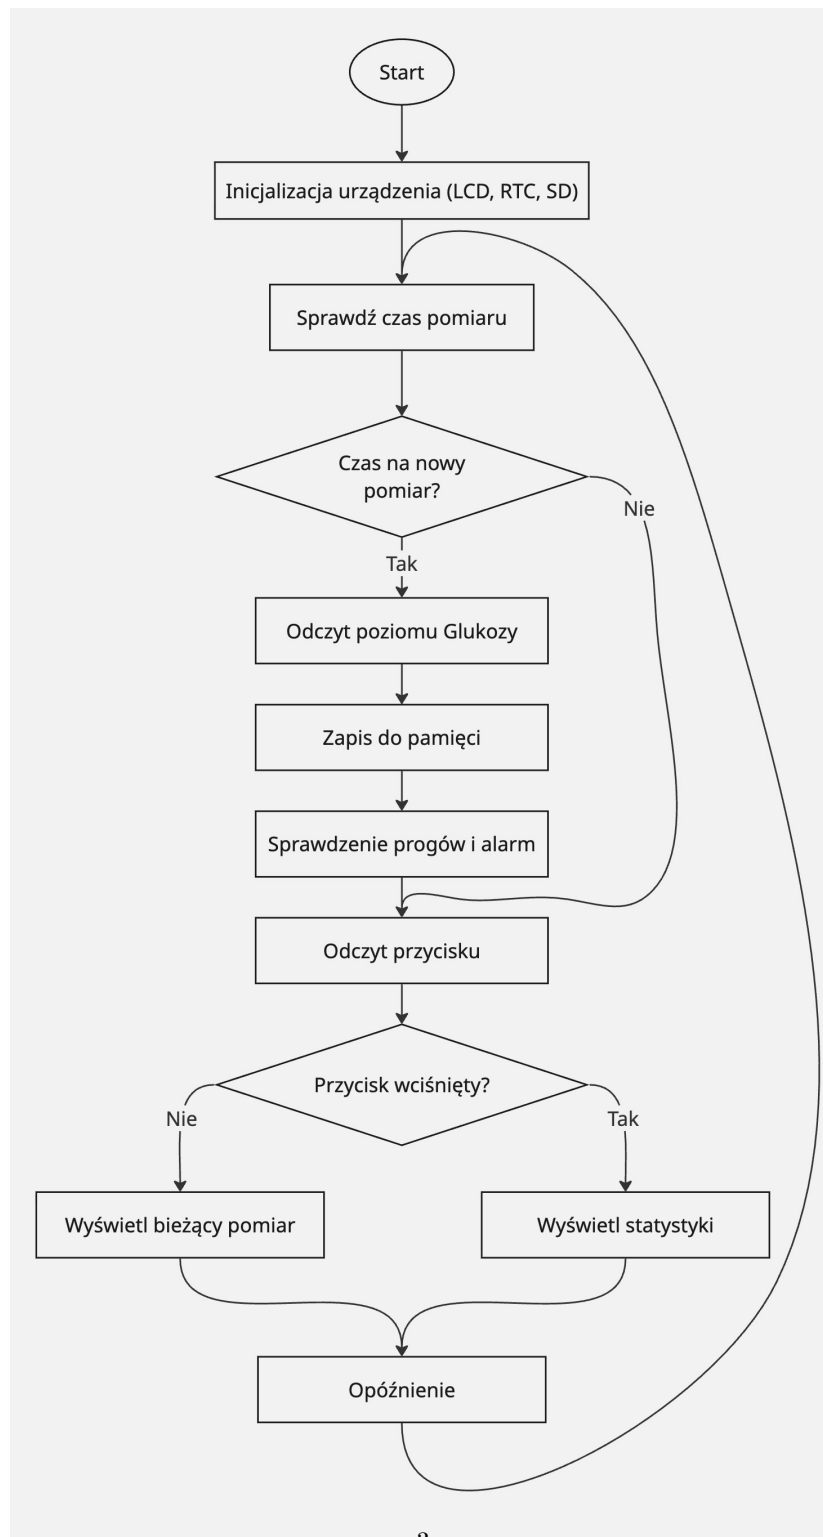 Start
Inicjalizacja urządzenia (LCD, RTC, SD)
Sprawdź czas pomiaru
Czas na nowy
pomiar?
Nie
Tak
Odczyt poziomu Glukozy
Zapis do pamięci
Sprawdzenie progów i alarm
Odczyt przycisku
Przycisk wciśnięty?
Nie
Tak
Wyświetl bieżący pomiar
Wyświetl statystyki
Opóźnienie